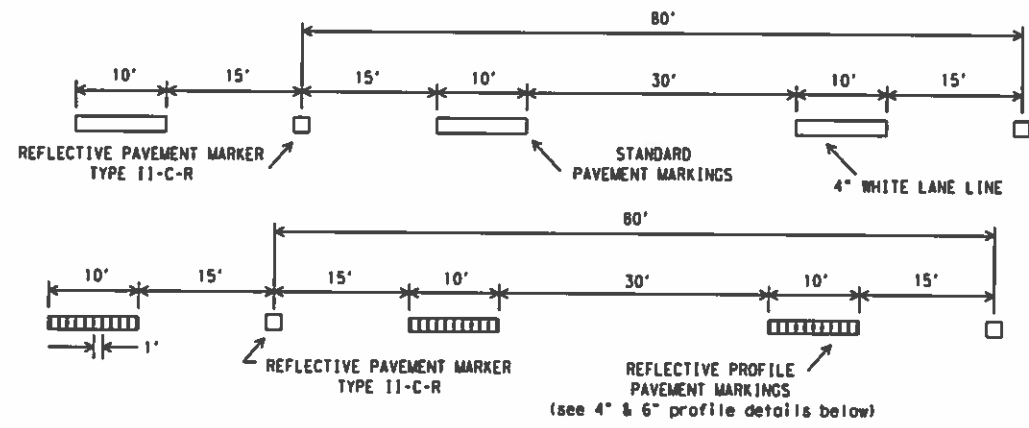 80'
10' 15' 15' 10' 30' 10' 15'
REFLECTIVE PAVEMENT MARKER
TYPE II-C-R
STANDARD
PAVEMENT MARKINGS
4" WHITE LANE LINE
80'
10' 15' 15' 10' 30' 10' 15'
1'
REFLECTIVE PAVEMENT MARKER
TYPE II-C-R
REFLECTIVE PROFILE
PAVEMENT MARKINGS
(see 4" & 6" profile details below)